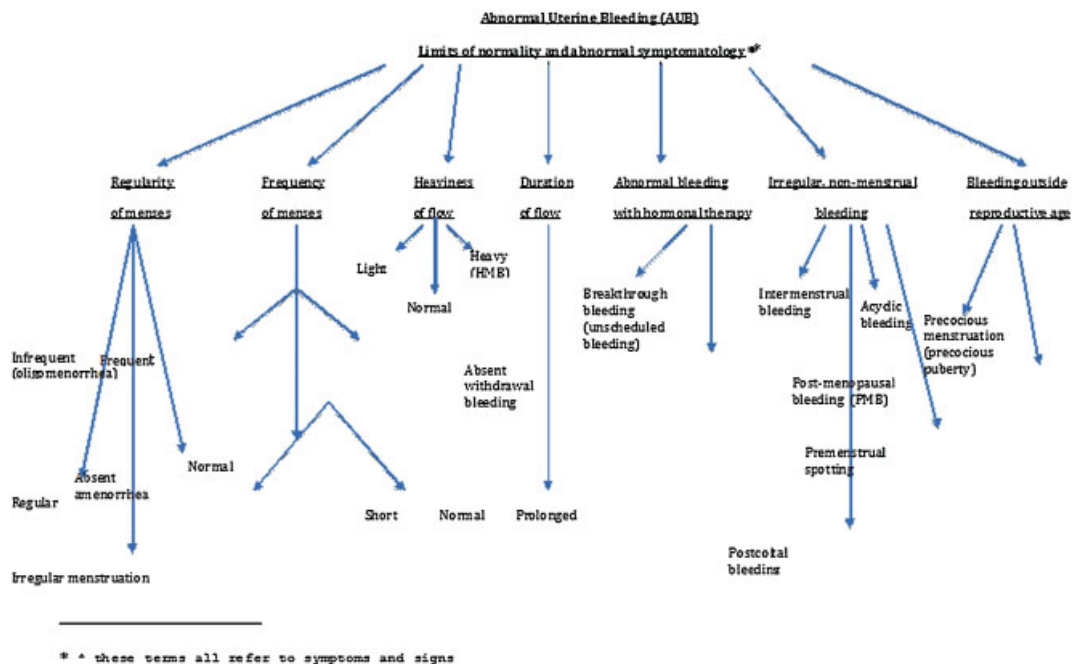 Abnormal Uterine Bleeding (AUB)
Limits of normality and abnormal symptomatology **
Regularity
of menses
Frequency
of menses
Heaviness
of flow
Duration
of flow
Abnormal bleeding
with hormonal therapy
Irregular, non-menstrual
bleeding
Bleeding outside
reproductive age
Light
Normal
Heavy
(HMB)
Breakthrough
bleeding
(unscheduled
bleeding)
Intermenstrual
bleeding
Acyclic
bleeding
Precocious
menstruation
(precocious
puberty)
Infrequent
(oligomenorrhea)
Frequent
Absent
withdrawal
bleeding
Post-menopausal
bleeding (PMB)
Premenstrual
spotting
Normal
Absent
amenorrhea
Regular
Short
Normal
Prolonged
Postcoital
bleeding
Irregular menstruation
* ^ these terms all refer to symptoms and signs